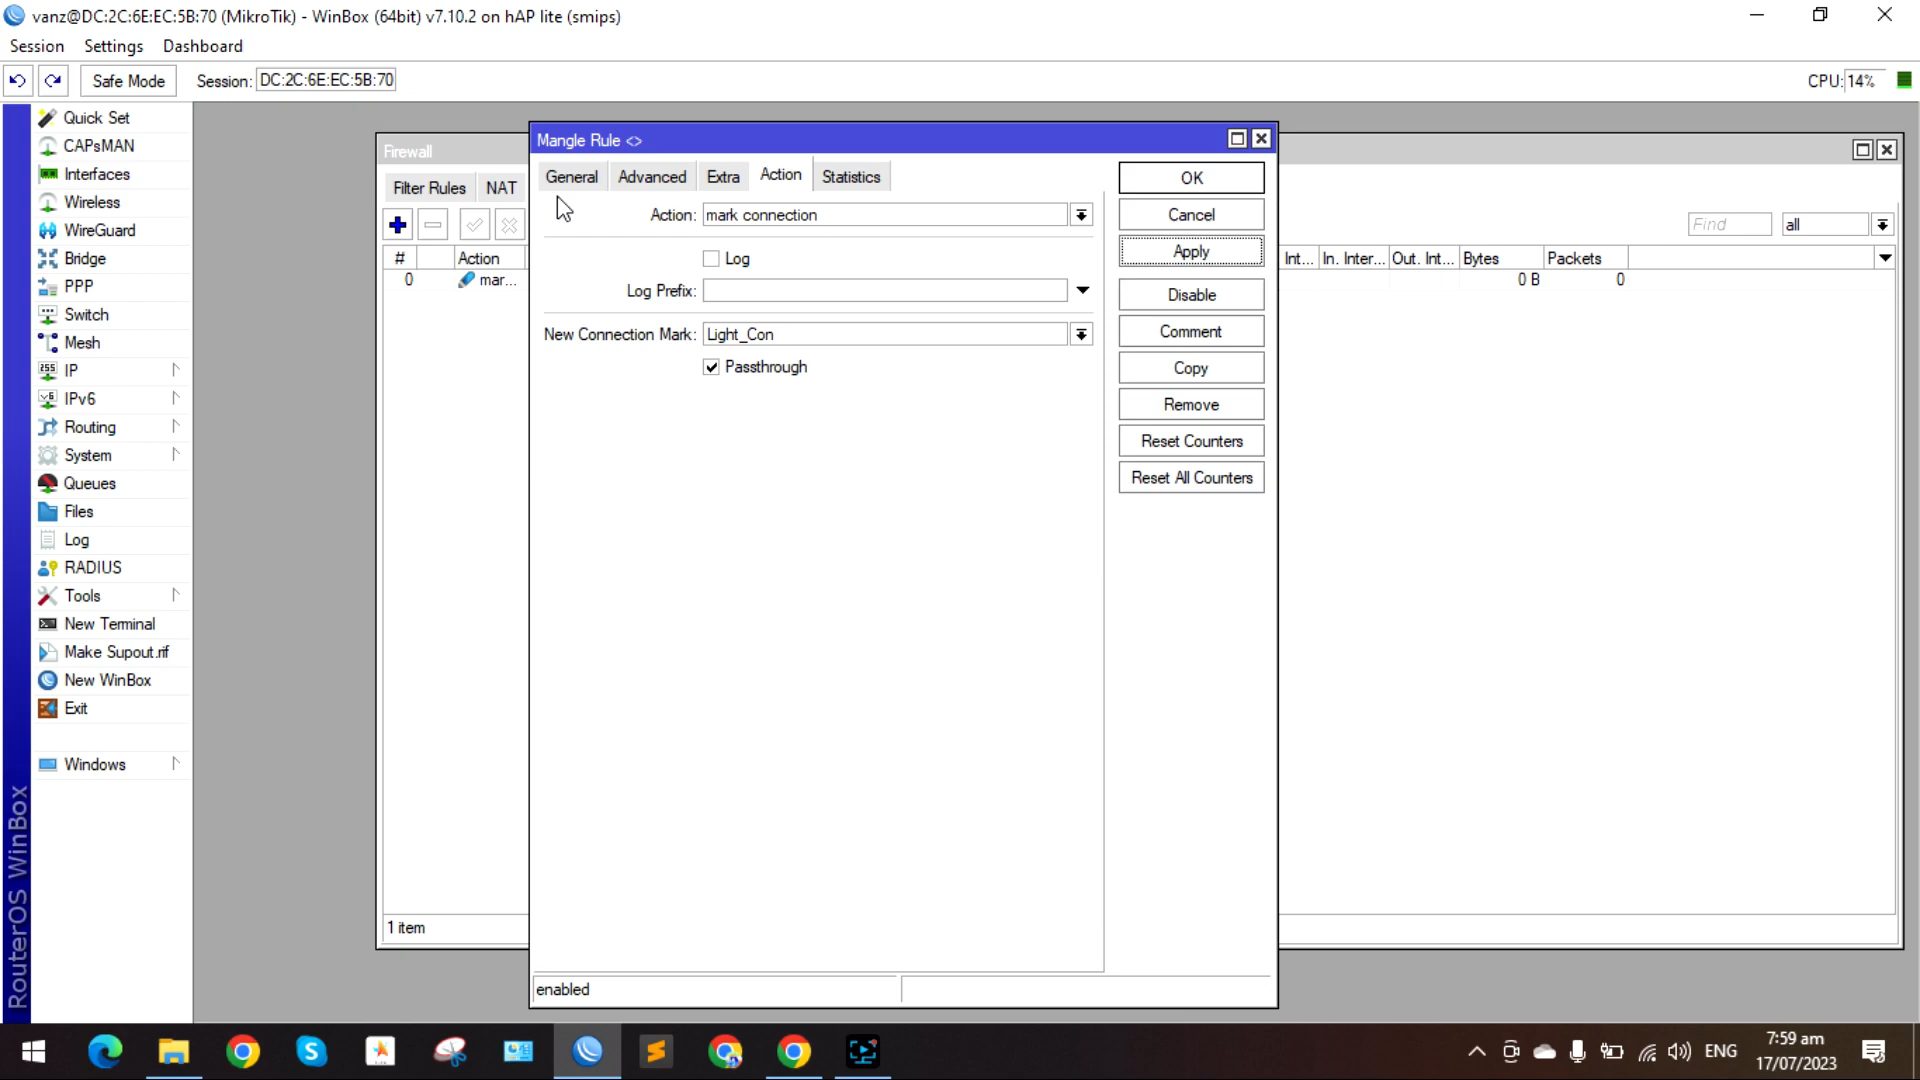 vanz@DC:2C:6E:EC:5B:70 (MikroTik) - WinBox (64bit) v7.10.2 on hAP lite (smips)
Session Settings Dashboard
Safe Mode Session: DC:2C:6E:EC:5B:70 CPU: 14%
Quick Set
CAPsMAN
Interfaces
Wireless
WireGuard
Bridge
PPP
Switch
Mesh
IP
IPv6
Routing
System
Queues
Files
Log
RADIUS
Tools
New Terminal
Make Supout.rif
New WinBox
Exit
Windows
RouterOS WinBox
Firewall
Filter Rules NAT
Find all
# Action Int... In. Inter... Out. Int... Bytes Packets
0 mar... 0 B 0
1 item
Mangle Rule <>
General Advanced Extra Action Statistics
Action: mark connection
Log
Log Prefix:
New Connection Mark: Light_Con
Passthrough
OK
Cancel
Apply
Disable
Comment
Copy
Remove
Reset Counters
Reset All Counters
enabled
ENG
7:59 am
17/07/2023